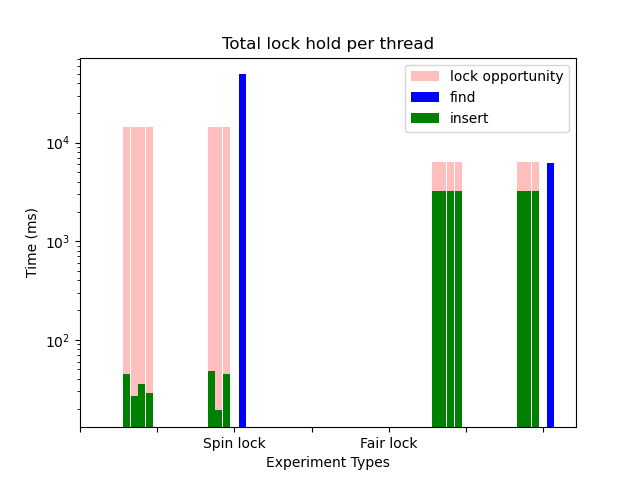 Total lock hold per thread
lock opportunity
find
insert
10^4
10^3
10^2
Time (ms)
Spin lock
Fair lock
Experiment Types